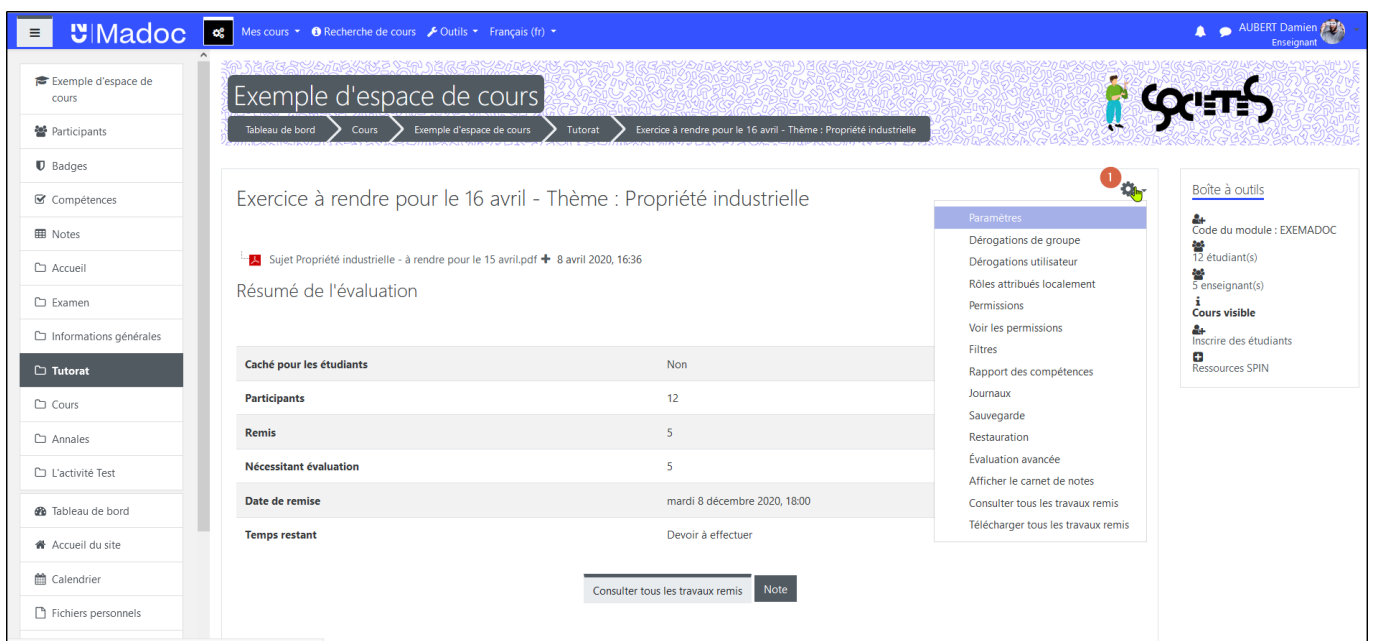 Madoc
Mes cours
Recherche de cours
Outils
Français (fr)
AUBERT Damien
Enseignant
Exemple d'espace de
cours
Participants
Badges
Compétences
Notes
Accueil
Examen
Informations générales
Tutorat
Cours
Annales
L'activité Test
Tableau de bord
Accueil du site
Calendrier
Fichiers personnels
Exemple d'espace de cours
Tableau de bord
Cours
Exemple d'espace de cours
Tutorat
Exercice à rendre pour le 16 avril - Thème : Propriété industrielle
SOCIETES
Exercice à rendre pour le 16 avril - Thème : Propriété industrielle
1
Sujet Propriété industrielle - à rendre pour le 15 avril.pdf + 8 avril 2020, 16:36
Résumé de l'évaluation
Caché pour les étudiants Non
Participants 12
Remis 5
Nécessitant évaluation 5
Date de remise mardi 8 décembre 2020, 18:00
Temps restant Devoir à effectuer
Consulter tous les travaux remis
Note
Paramètres
Dérogations de groupe
Dérogations utilisateur
Rôles attribués localement
Permissions
Voir les permissions
Filtres
Rapport des compétences
Journaux
Sauvegarde
Restauration
Évaluation avancée
Afficher le carnet de notes
Consulter tous les travaux remis
Télécharger tous les travaux remis
Boîte à outils
Code du module : EXEMADOC
12 étudiant(s)
5 enseignant(s)
Cours visible
Inscrire des étudiants
Ressources SPIN